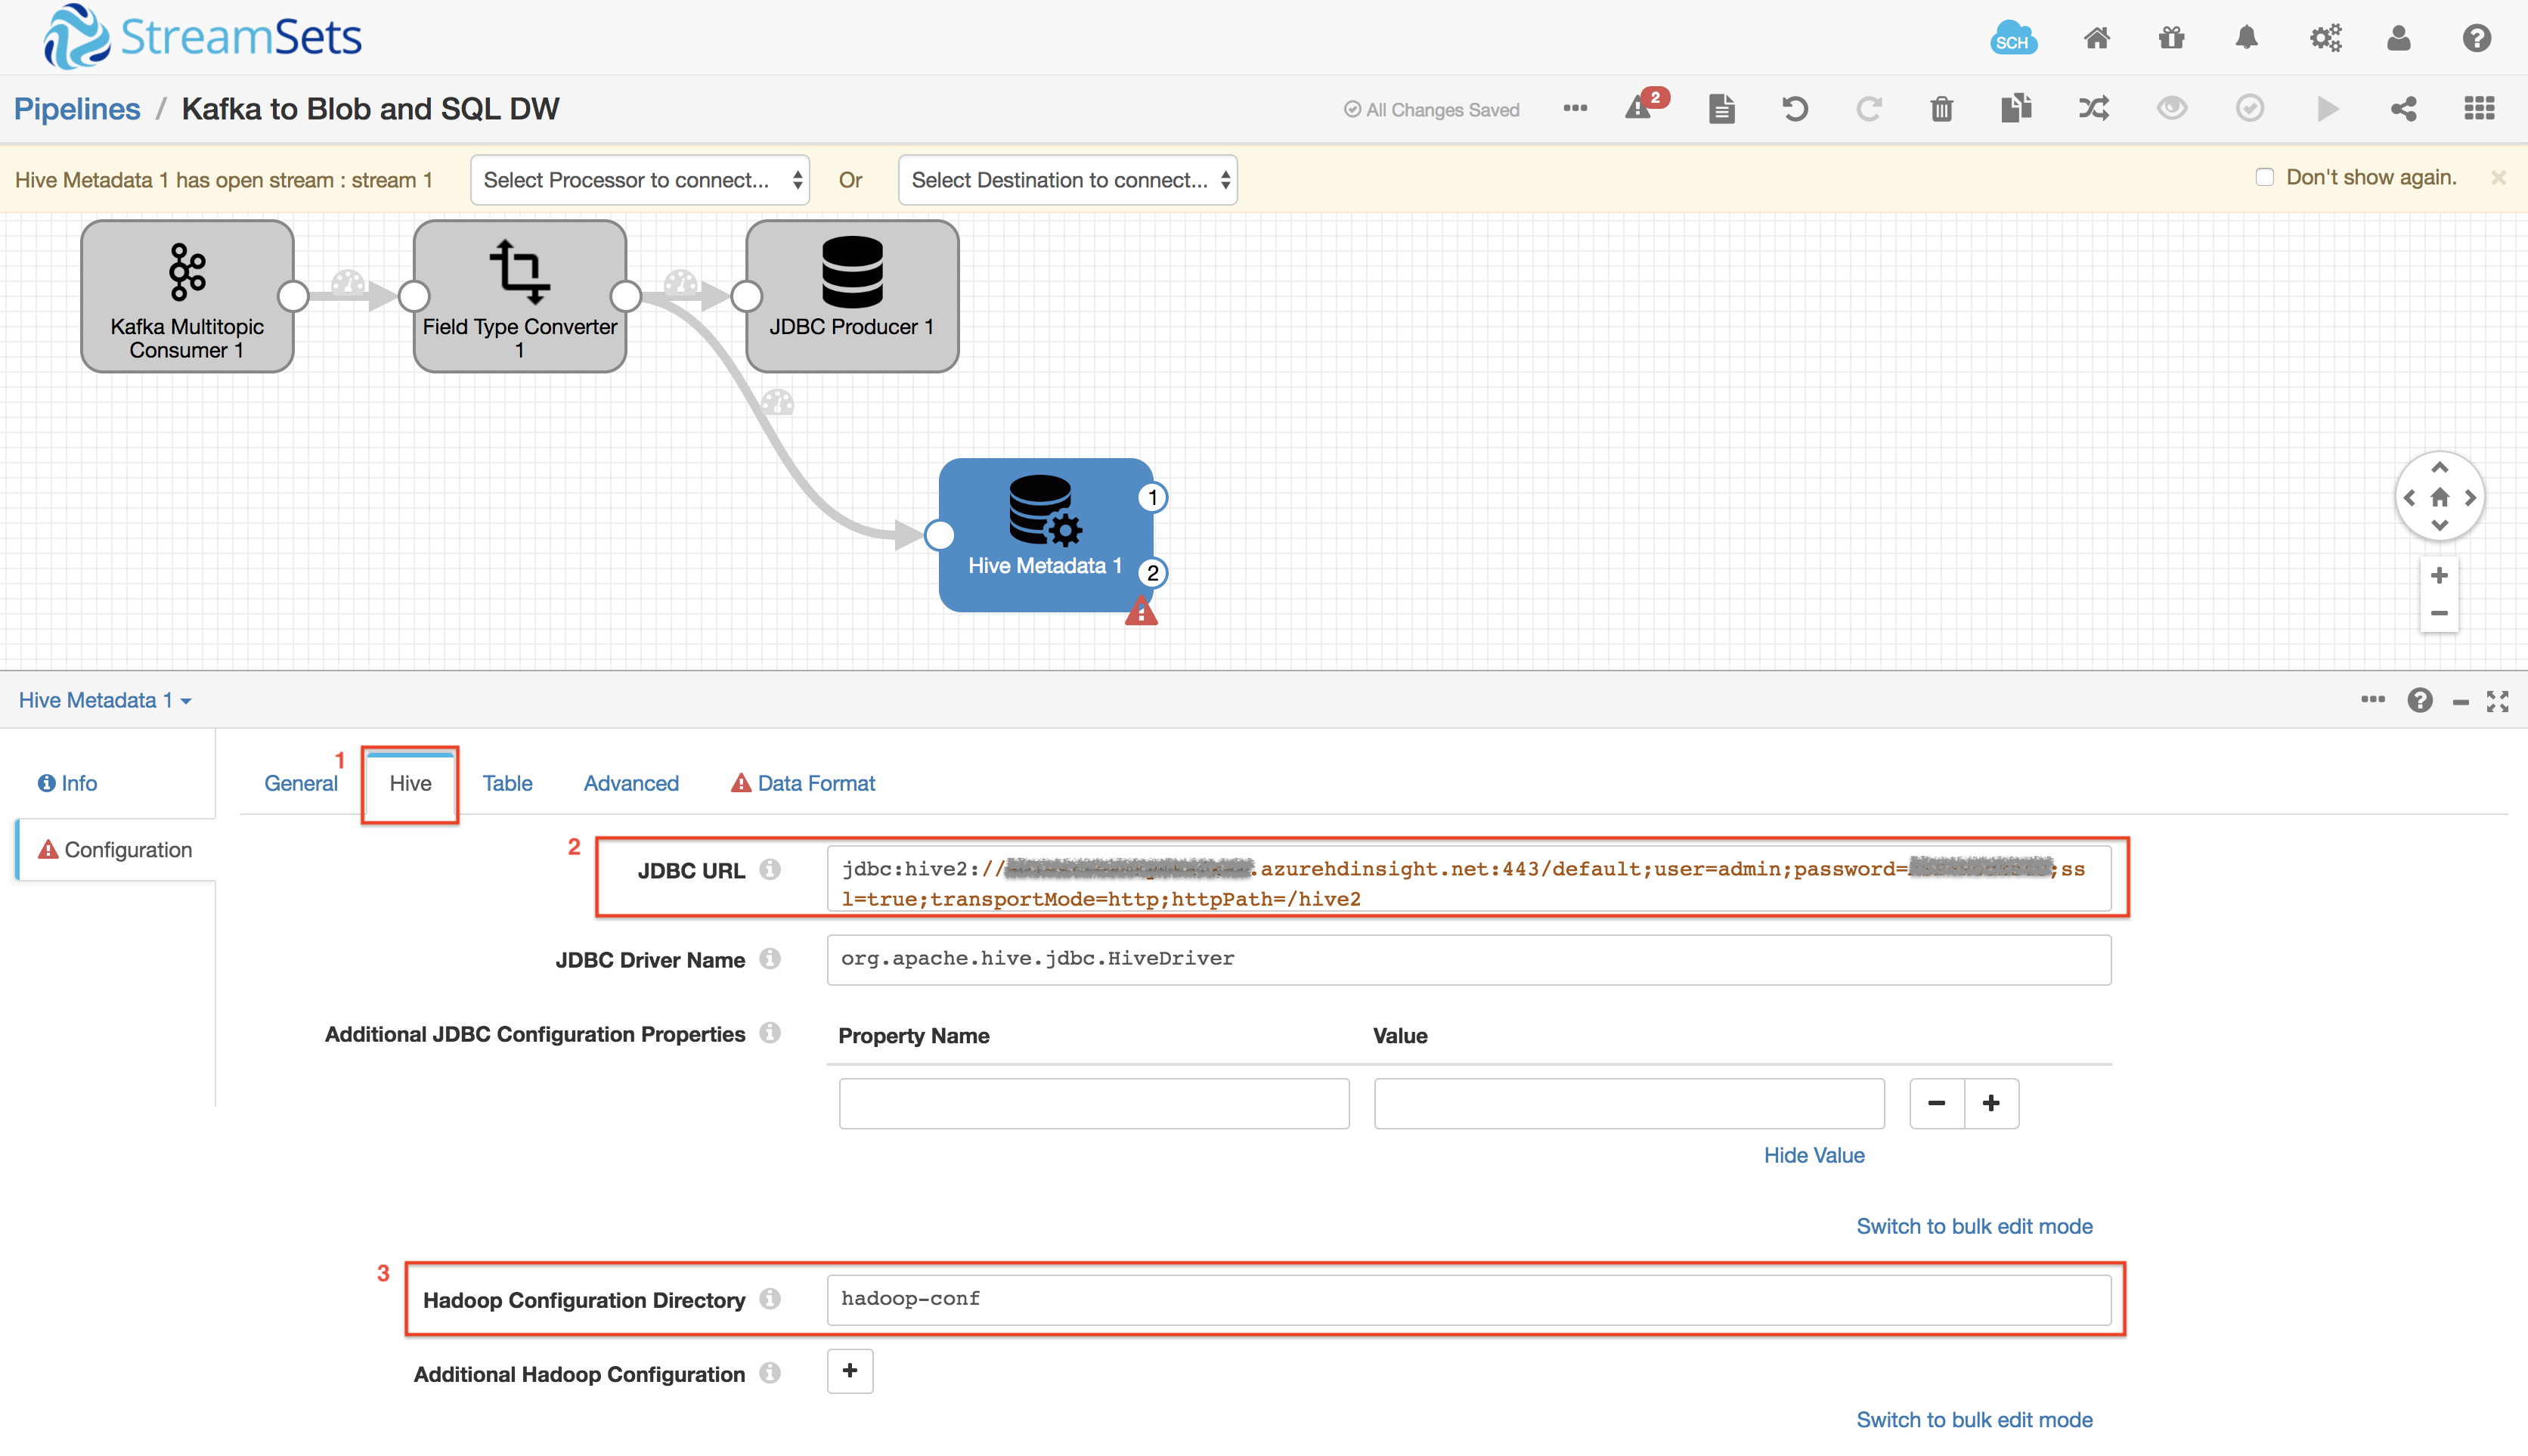 StreamSets
SCH
Pipelines / Kafka to Blob and SQL DW
All Changes Saved
2
Hive Metadata 1 has open stream : stream 1
Select Processor to connect...
Or
Select Destination to connect...
Don't show again.
Kafka Multitopic
Consumer 1
Field Type Converter
1
JDBC Producer 1
Hive Metadata 1
1
2
Hive Metadata 1
Info
Configuration
1
General
Hive
Table
Advanced
Data Format
2
JDBC URL
jdbc:hive2://.azurehdinsight.net:443/default;user=admin;password=;ss
l=true;transportMode=http;httpPath=/hive2
JDBC Driver Name
org.apache.hive.jdbc.HiveDriver
Additional JDBC Configuration Properties
Property Name
Value
Hide Value
Switch to bulk edit mode
3
Hadoop Configuration Directory
hadoop-conf
Additional Hadoop Configuration
Switch to bulk edit mode